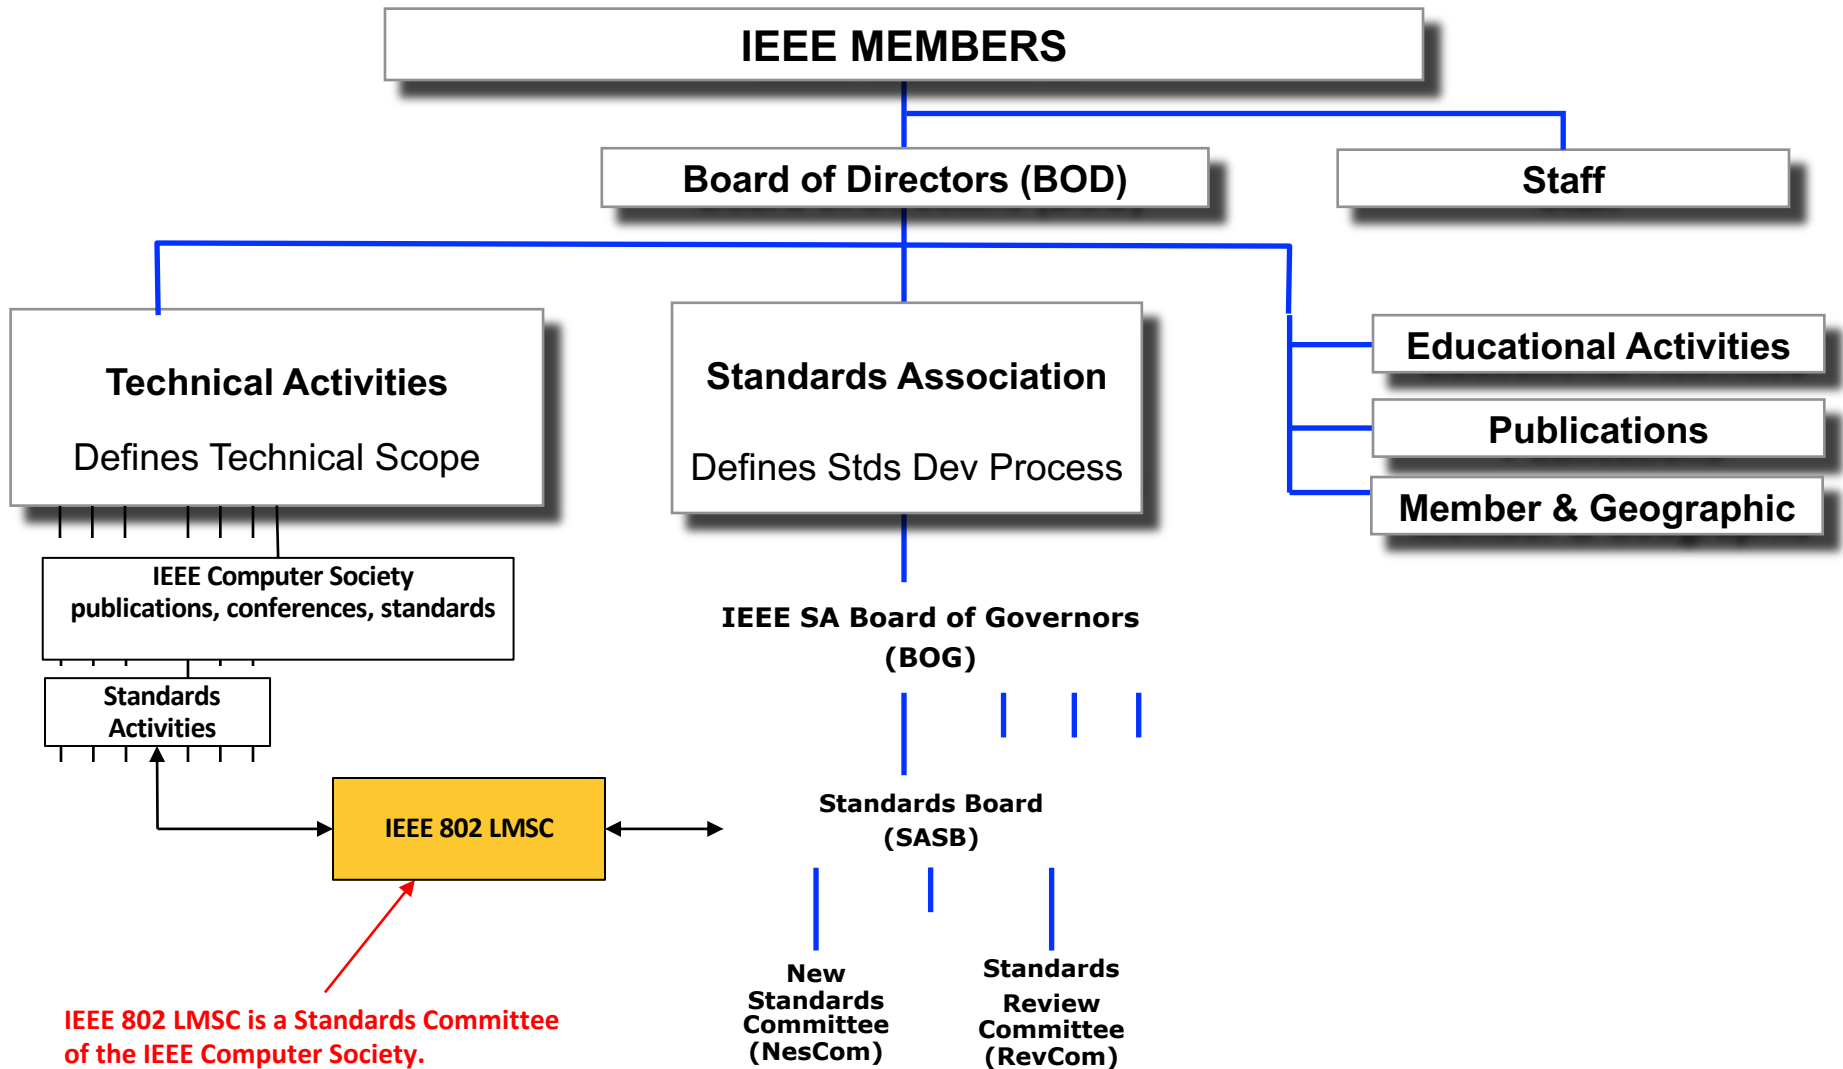 IEEE MEMBERS
Board of Directors (BOD)
Staff
Technical Activities
Defines Technical Scope
Standards Association
Defines Stds Dev Process
Educational Activities
Publications
Member & Geographic
IEEE Computer Society
publications, conferences, standards
Standards
Activities
IEEE SA Board of Governors
(BOG)
IEEE 802 LMSC
Standards Board
(SASB)
New
Standards
Committee
(NesCom)
Standards
Review
Committee
(RevCom)
IEEE 802 LMSC is a Standards Committee
of the IEEE Computer Society.